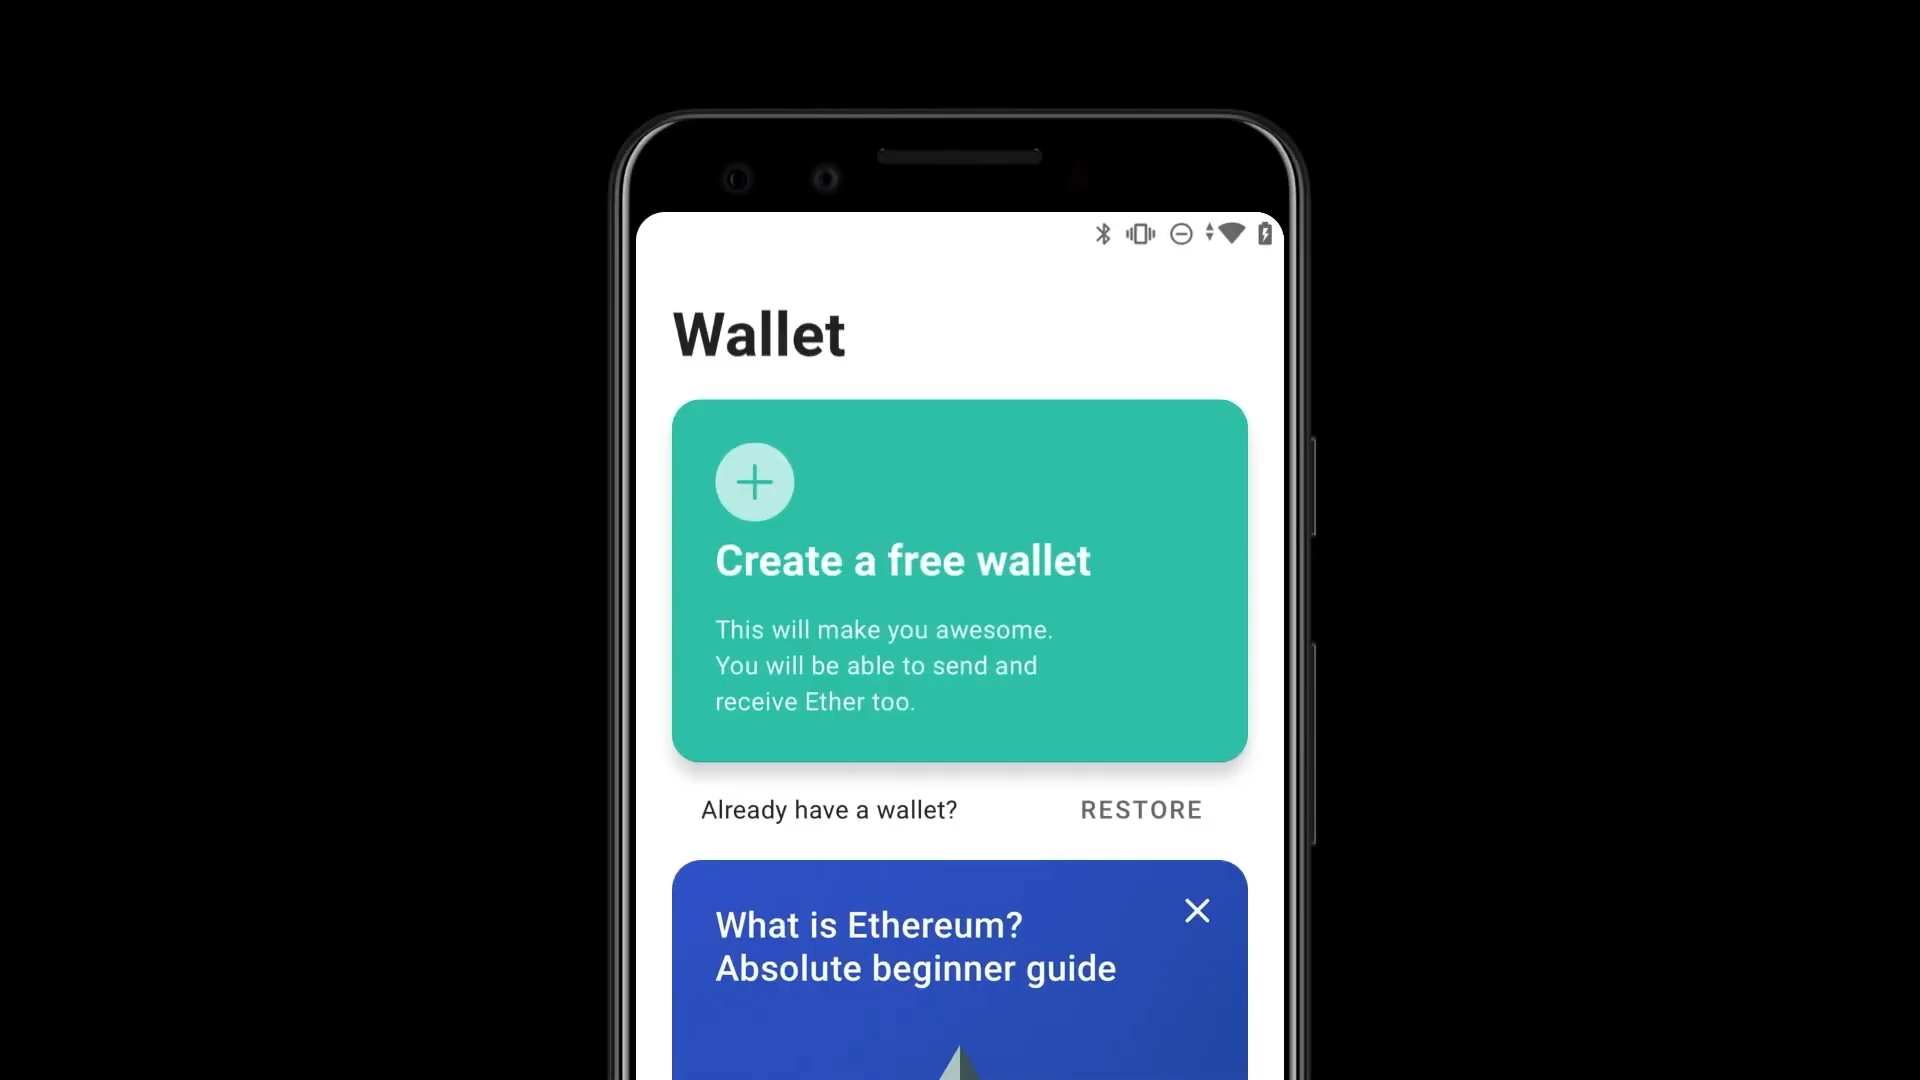 Wallet
Create a free wallet
This will make you awesome.
You will be able to send and
receive Ether too.
Already have a wallet?
RESTORE
What is Ethereum?
Absolute beginner guide